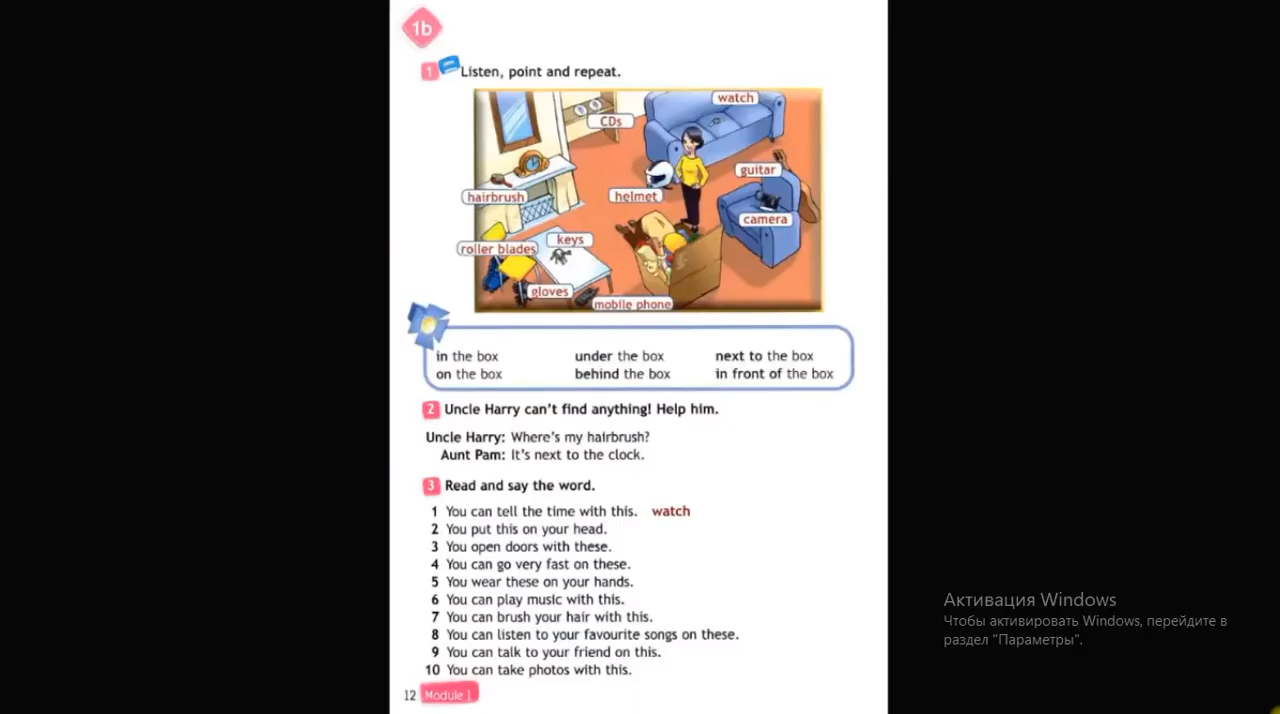 1b
1 Listen, point and repeat.
watch
CDs
guitar
hairbrush
helmet
camera
keys
roller blades
gloves
mobile phone
in the box under the box next to the box
on the box behind the box in front of the box
2 Uncle Harry can't find anything! Help him.
Uncle Harry: Where's my hairbrush?
Aunt Pam: It's next to the clock.
3 Read and say the word.
1 You can tell the time with this. watch
2 You put this on your head.
3 You open doors with these.
4 You can go very fast on these.
5 You wear these on your hands.
6 You can play music with this.
7 You can brush your hair with this.
8 You can listen to your favourite songs on these.
9 You can talk to your friend on this.
10 You can take photos with this.
12 Module 1
Активация Windows
Чтобы активировать Windows, перейдите в
раздел "Параметры".